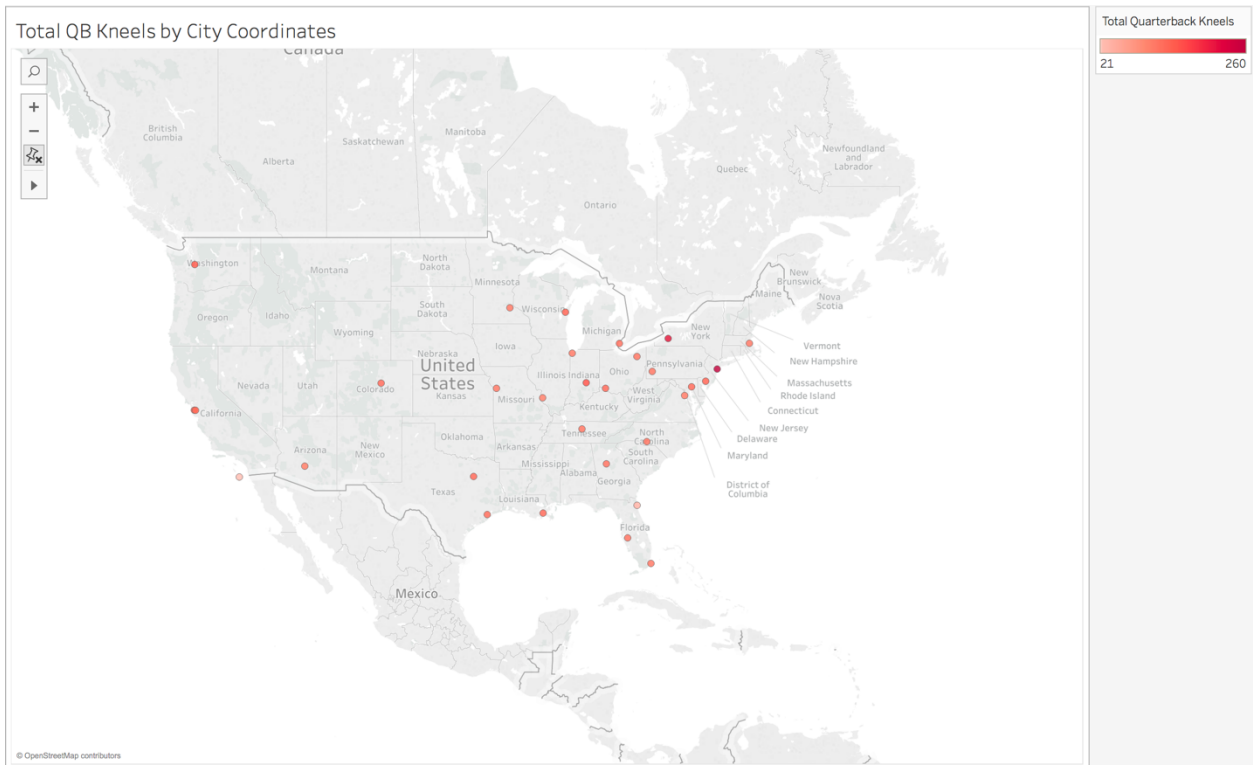 Total QB Kneels by City Coordinates
Total Quarterback Kneels
21 260
Canada
British
Columbia
Alberta
Saskatchewan
Manitoba
Ontario
Quebec
Newfoundland
and
Labrador
Washington
Montana
North
Dakota
Minnesota
Oregon
Idaho
Wyoming
South
Dakota
Wisconsin
Michigan
New
York
Maine
New
Brunswick
Nova
Scotia
Vermont
New Hampshire
Massachusetts
Rhode Island
Connecticut
New Jersey
Delaware
Maryland
District of
Columbia
Nevada
Utah
Colorado
Nebraska
United
States
Kansas
Iowa
Illinois
Indiana
Ohio
Pennsylvania
West
Virginia
Missouri
Kentucky
California
Arizona
New
Mexico
Oklahoma
Arkansas
Tennessee
North
Carolina
South
Carolina
Mississippi
Alabama
Georgia
Texas
Louisiana
Florida
Mexico
© OpenStreetMap contributors